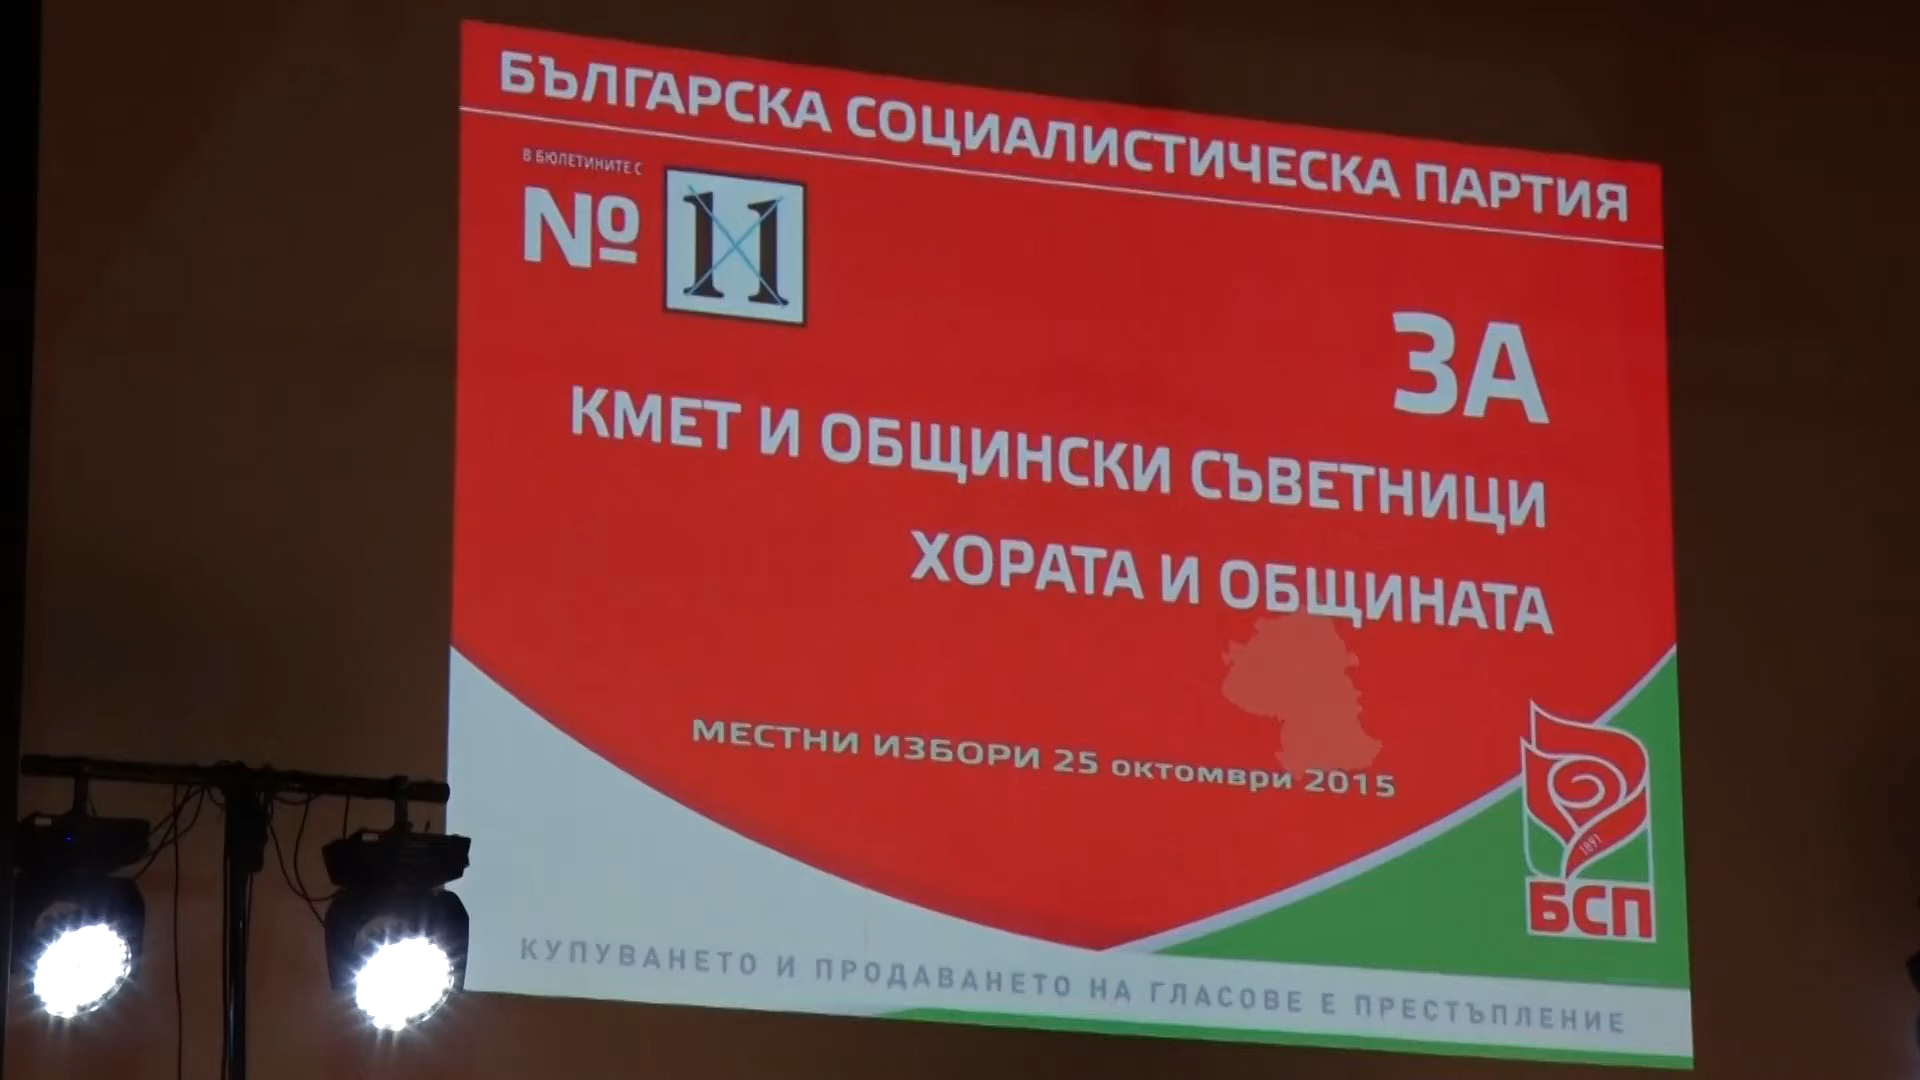 БЪЛГАРСКА СОЦИАЛИСТИЧЕСКА ПАРТИЯ
В БЮЛЕТИНИТЕ С
№ 11
ЗА
КМЕТ И ОБЩИНСКИ СЪВЕТНИЦИ
ХОРАТА И ОБЩИНАТА
МЕСТНИ ИЗБОРИ 25 октомври 2015
1891
БСП
КУПУВАНЕТО И ПРОДАВАНЕТО НА ГЛАСОВЕ Е ПРЕСТЪПЛЕНИЕ